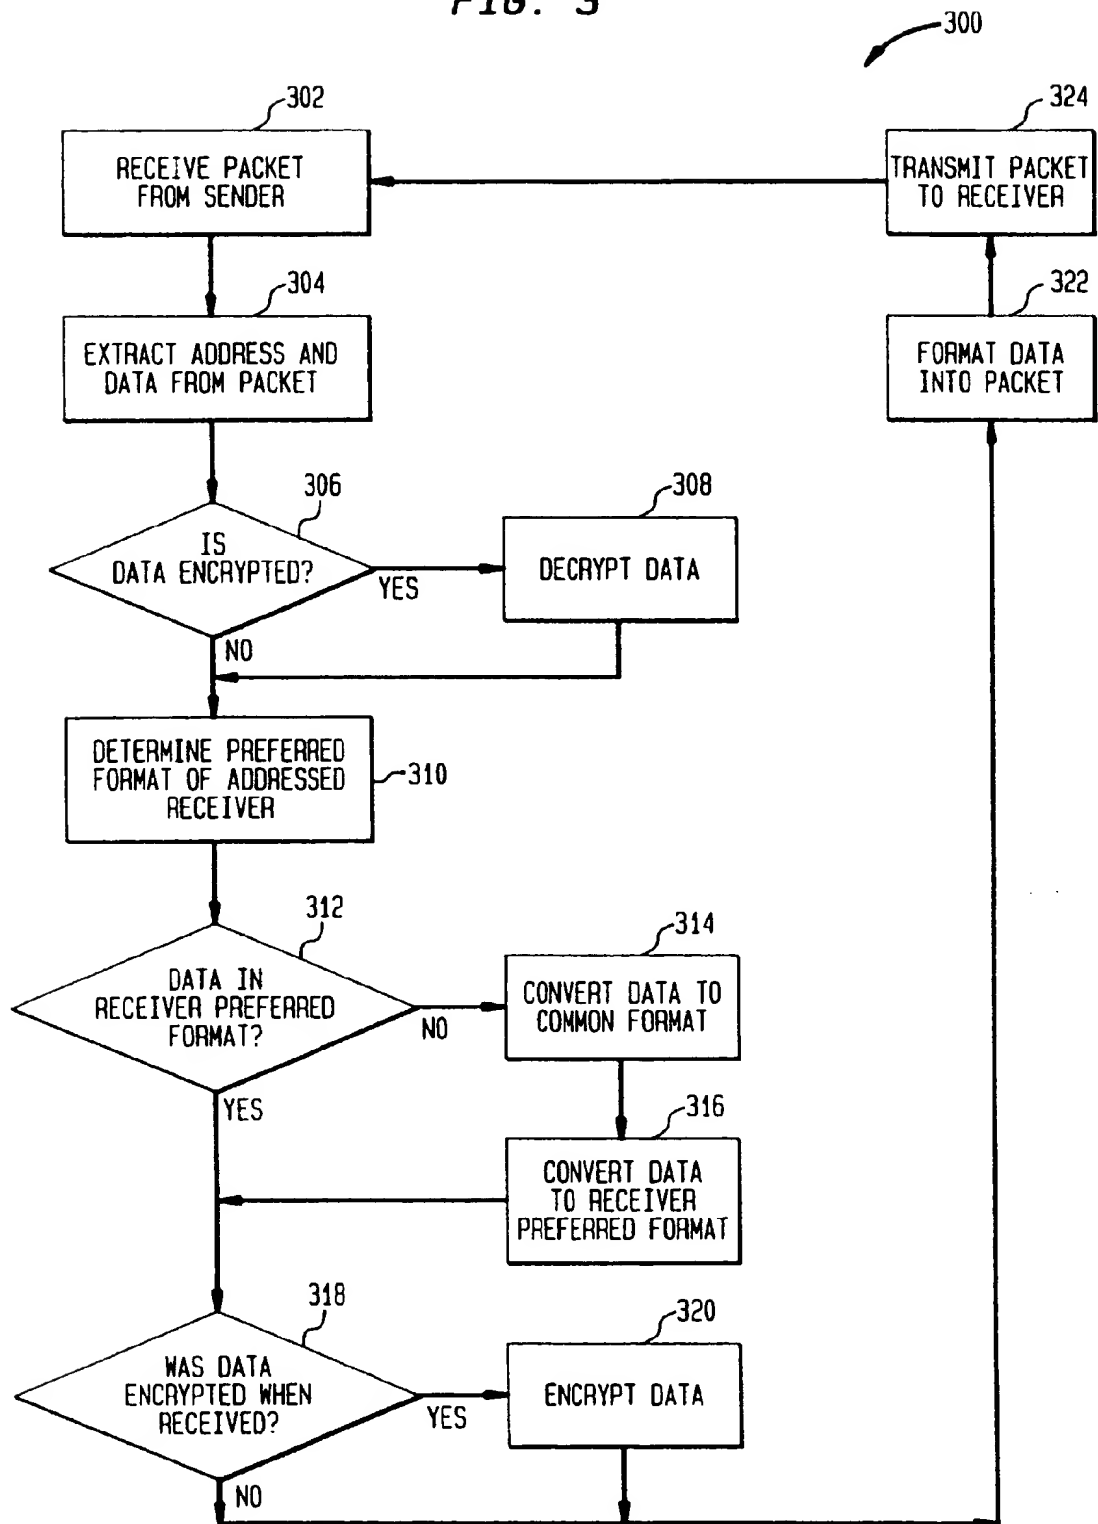 FIG. 3
300
302
RECEIVE PACKET
FROM SENDER
324
TRANSMIT PACKET
TO RECEIVER
304
EXTRACT ADDRESS AND
DATA FROM PACKET
322
FORMAT DATA
INTO PACKET
306
IS
DATA ENCRYPTED?
YES
NO
308
DECRYPT DATA
DETERMINE PREFERRED
FORMAT OF ADDRESSED
RECEIVER
310
312
DATA IN
RECEIVER PREFERRED
FORMAT?
NO
YES
314
CONVERT DATA TO
COMMON FORMAT
316
CONVERT DATA
TO RECEIVER
PREFERRED FORMAT
318
WAS DATA
ENCRYPTED WHEN
RECEIVED?
YES
NO
320
ENCRYPT DATA